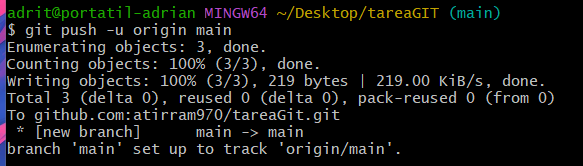 adrit@portatil-adrian MINGW64 ~/Desktop/tareaGIT (main)
$ git push -u origin main
Enumerating objects: 3, done.
Counting objects: 100% (3/3), done.
Writing objects: 100% (3/3), 219 bytes | 219.00 KiB/s, done.
Total 3 (delta 0), reused 0 (delta 0), pack-reused 0 (from 0)
To github.com:atirram970/tareaGit.git
 * [new branch]      main -> main
branch 'main' set up to track 'origin/main'.